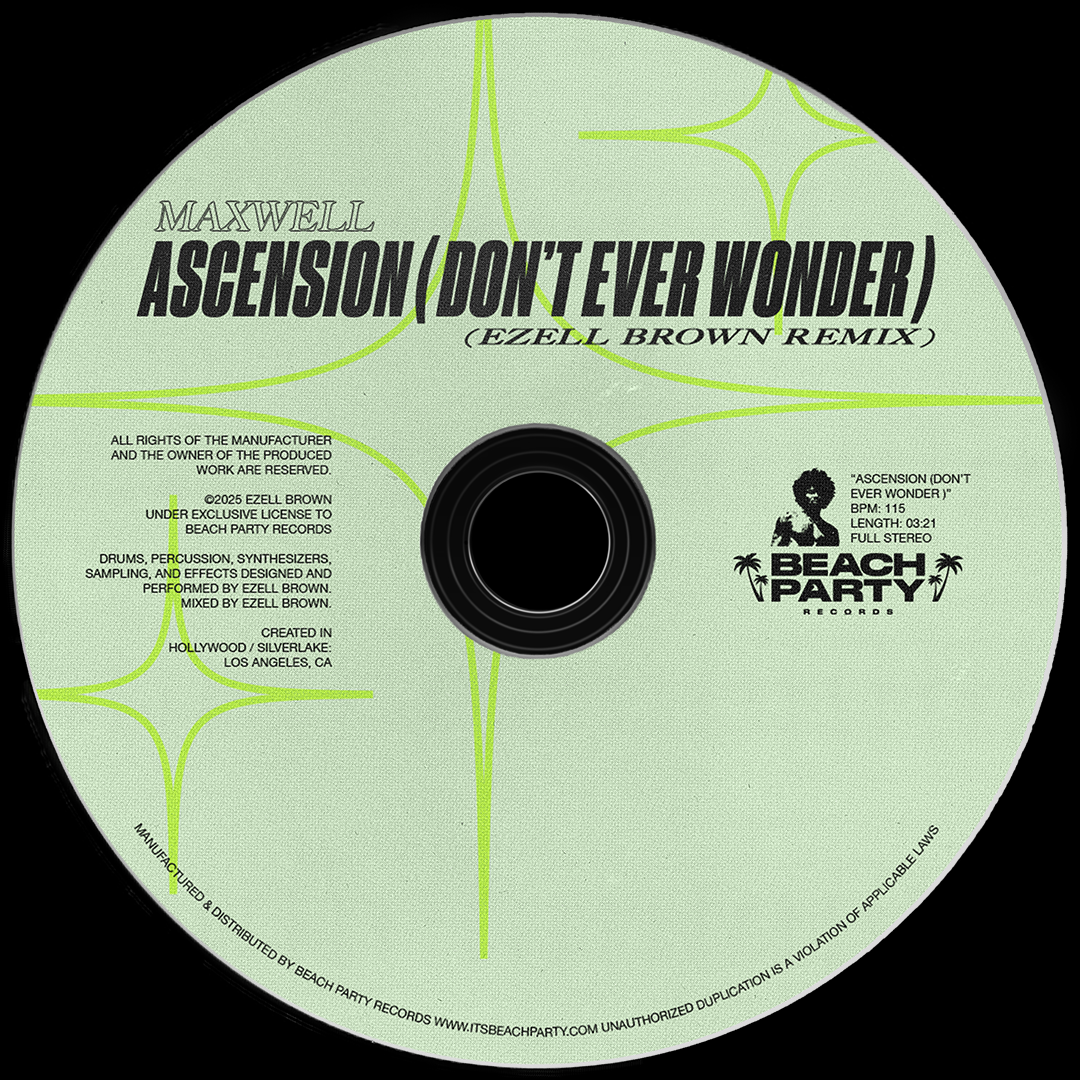 MAXWELL
ASCENSION (DON'T EVER WONDER)
(EZELL BROWN REMIX)
ALL RIGHTS OF THE MANUFACTURER
AND THE OWNER OF THE PRODUCED
WORK ARE RESERVED.
©2025 EZELL BROWN
UNDER EXCLUSIVE LICENSE TO
BEACH PARTY RECORDS
DRUMS, PERCUSSION, SYNTHESIZERS,
SAMPLING, AND EFFECTS DESIGNED AND
PERFORMED BY EZELL BROWN.
MIXED BY EZELL BROWN.
CREATED IN
HOLLYWOOD / SILVERLAKE:
LOS ANGELES, CA
“ASCENSION (DON'T
EVER WONDER )”
BPM: 115
LENGTH: 03:21
FULL STEREO
BEACH
PARTY
RECORDS
MANUFACTURED & DISTRIBUTED BY BEACH PARTY RECORDS WWW.ITSBEACHPARTY.COM UNAUTHORIZED DUPLICATION IS A VIOLATION OF APPLICABLE LAWS